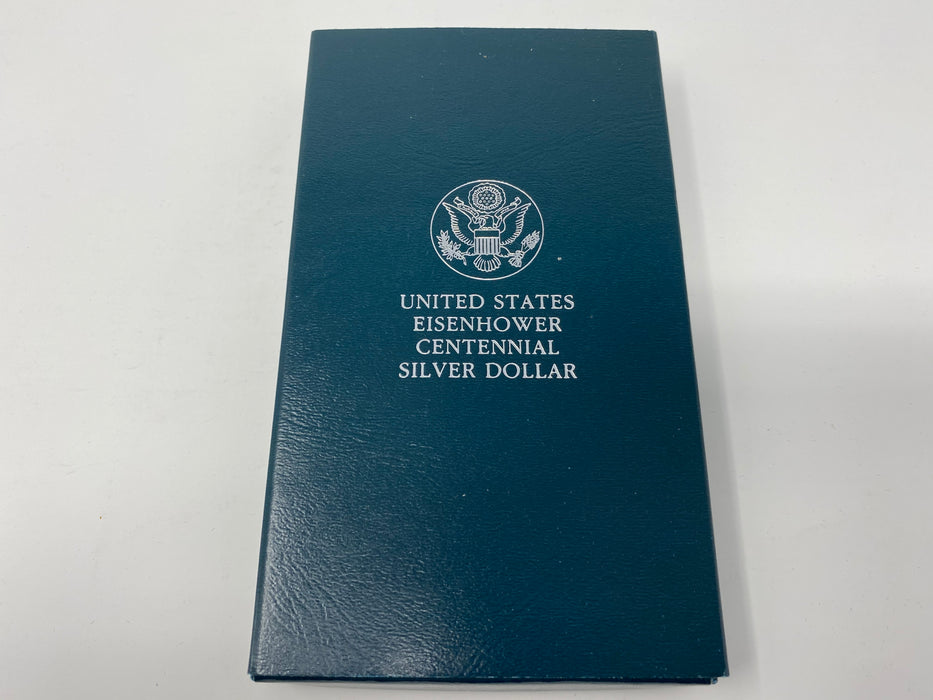 UNITED STATES
EISENHOWER
CENTENNIAL
SILVER DOLLAR